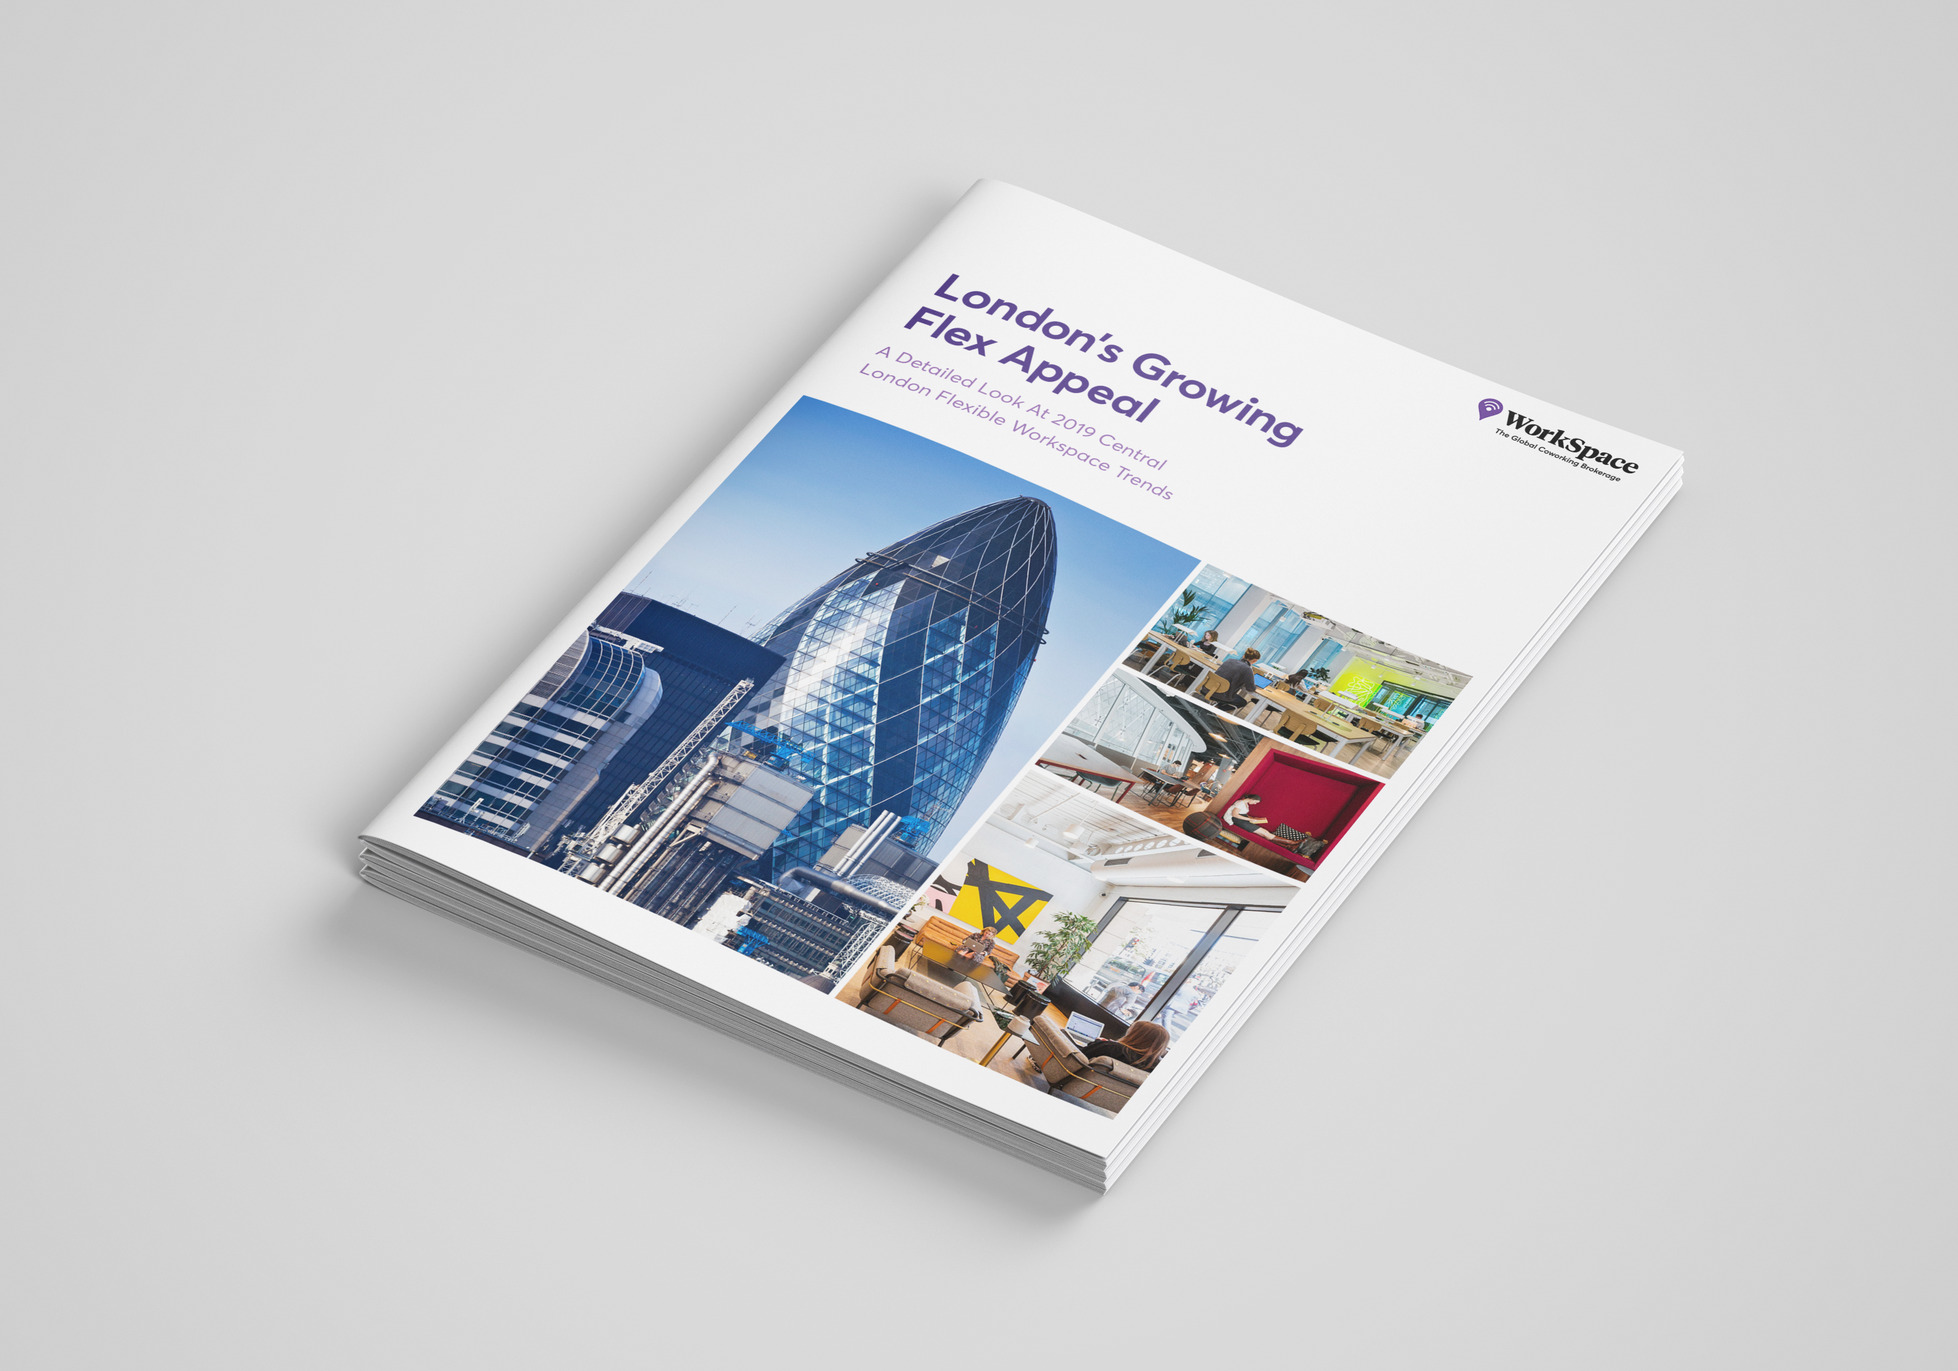 London's Growing
Flex Appeal
A Detailed Look At 2019 Central
London Flexible Workspace Trends
WorkSpace
The Global Coworking Brokerage